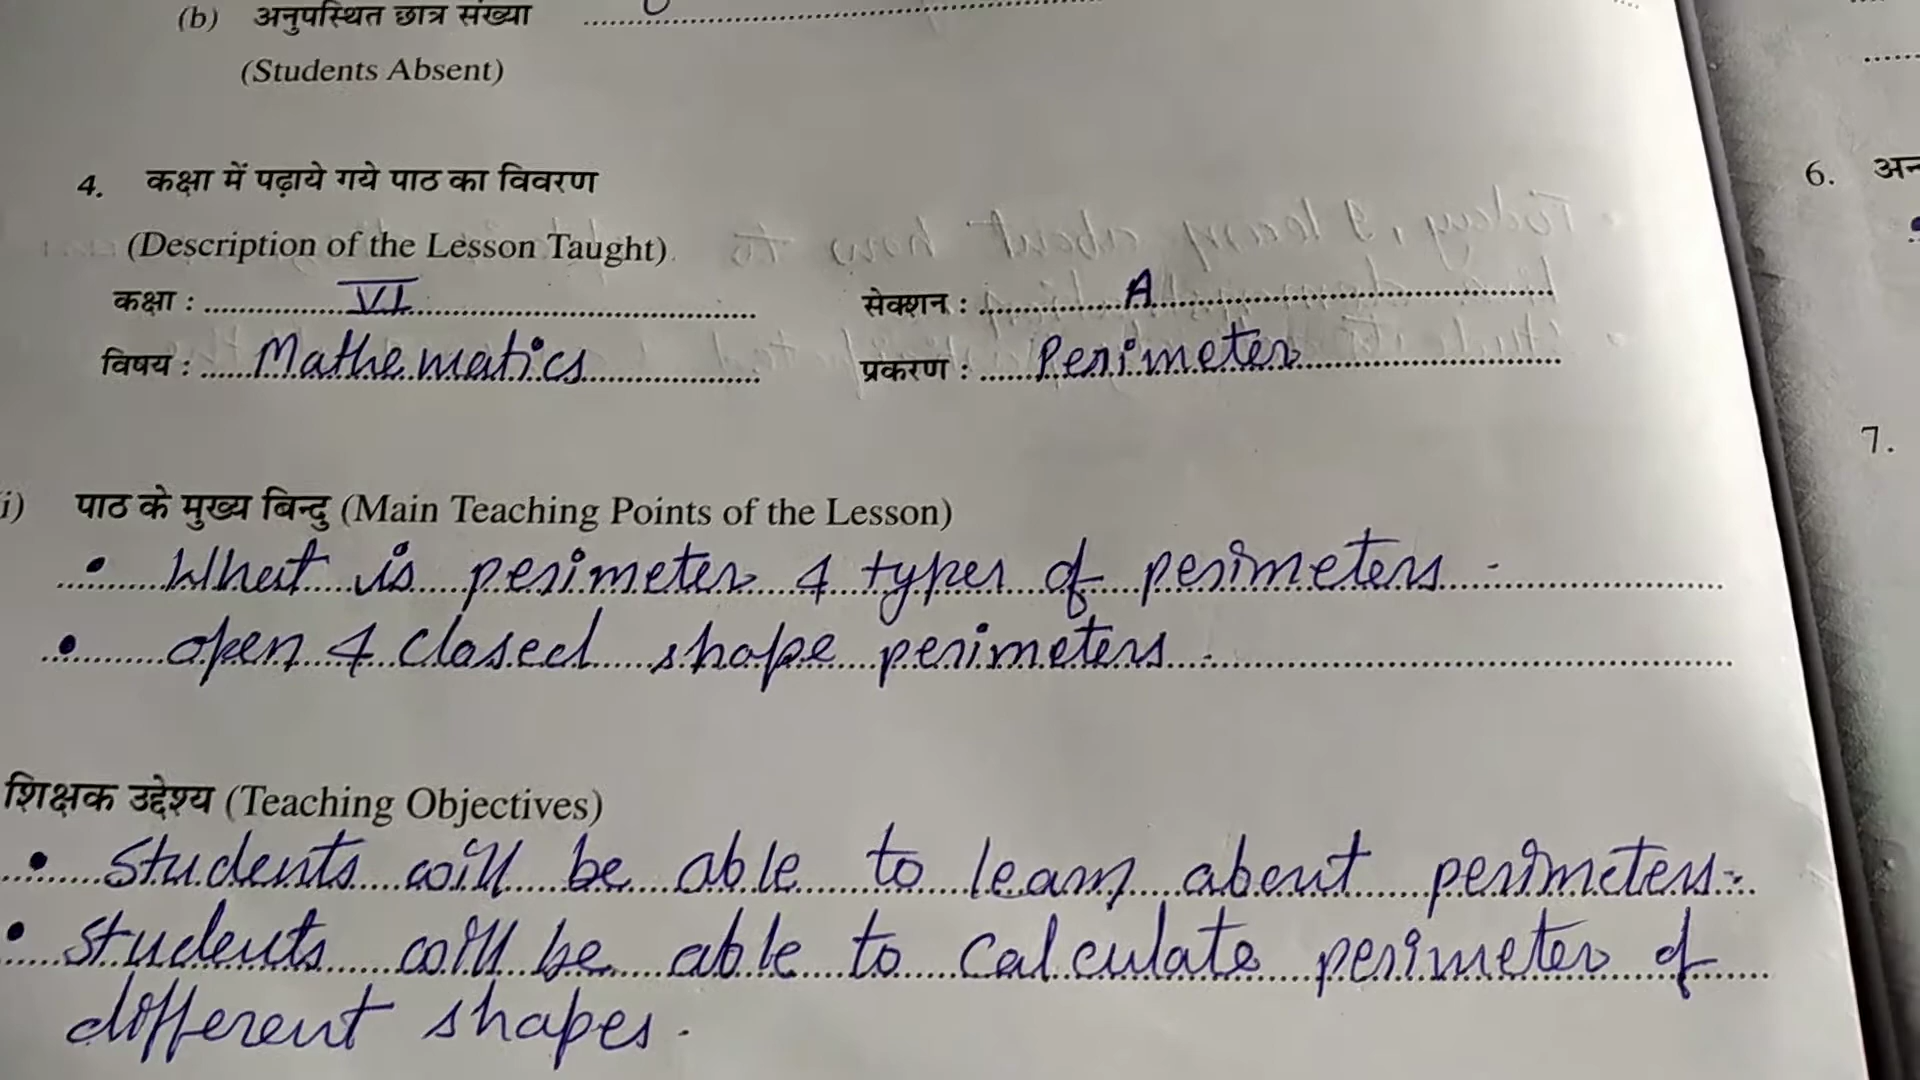 (b) अनुपस्थित छात्र संख्या
(Students Absent)
4. कक्षा में पढ़ाये गये पाठ का विवरण
(Description of the Lesson Taught)
कक्षा : VI सेक्शन : A
विषय : Mathematics प्रकरण : Perimeter
i) पाठ के मुख्य बिन्दु (Main Teaching Points of the Lesson)
• What is perimeter & types of perimeters.
• open & closed shape perimeters.
शिक्षक उद्देश्य (Teaching Objectives)
• Students will be able to learn about perimeters.
• Students will be able to calculate perimeter of
different shapes.
6.
7.